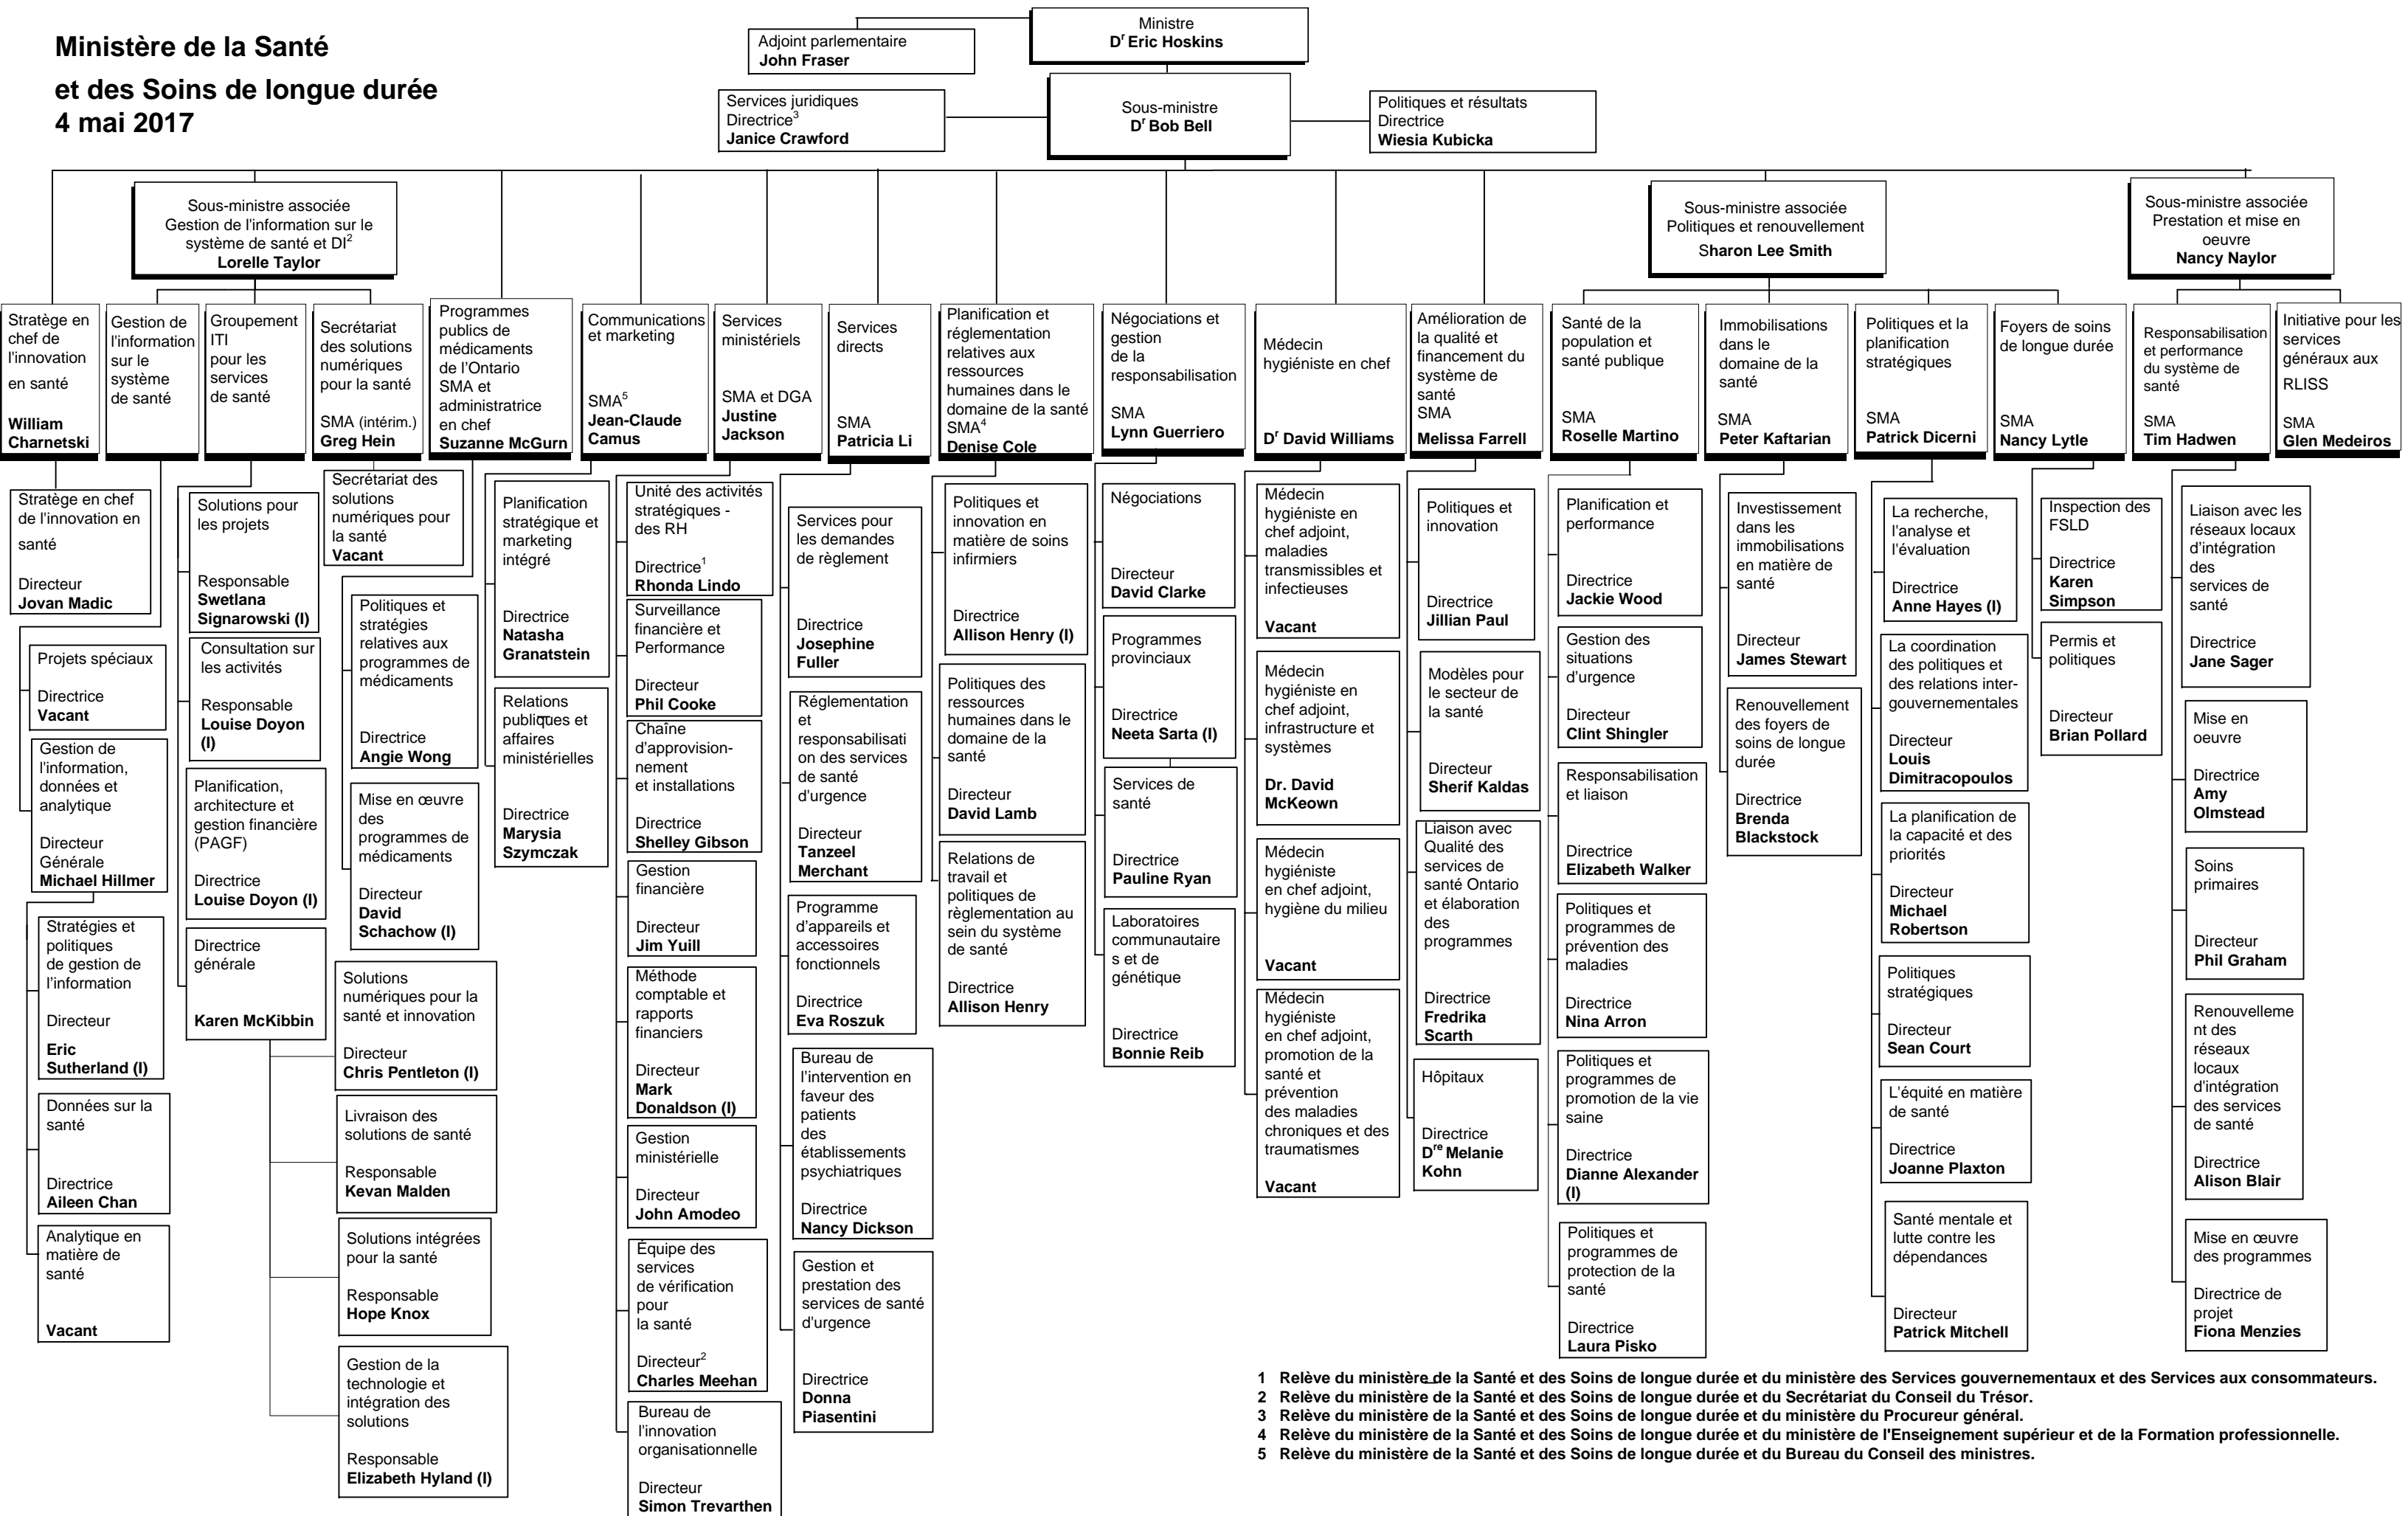 Ministère de la Santé
et des Soins de longue durée
4 mai 2017
Ministre
Dr Eric Hoskins
Adjoint parlementaire
John Fraser
Services juridiques
Directrice3
Janice Crawford
Sous-ministre
Dr Bob Bell
Politiques et résultats
Directrice
Wiesia Kubicka
Sous-ministre associée
Gestion de l'information sur le
système de santé et DI2
Lorelle Taylor
Sous-ministre associée
Politiques et renouvellement
Sharon Lee Smith
Sous-ministre associée
Prestation et mise en
oeuvre
Nancy Naylor
Stratège en
chef de
l'innovation
en santé
William
Charnetski
Gestion de
l'information
sur le
système
de santé
Groupement
ITI
pour les
services
de santé
Secrétariat
des solutions
numériques
pour la santé
SMA (intérim.)
Greg Hein
Programmes
publics de
médicaments
de l'Ontario
SMA et
administratrice
en chef
Suzanne McGurn
Communications
et marketing
SMA5
Jean-Claude
Camus
Services
ministériels
SMA et DGA
Justine
Jackson
Services
directs
SMA
Patricia Li
Planification et
réglementation
relatives aux
ressources
humaines dans le
domaine de la santé
SMA4
Denise Cole
Négociations et
gestion
de la
responsabilisation
SMA
Lynn Guerriero
Médecin
hygiéniste en chef
Dr David Williams
Amélioration de
la qualité et
financement du
système de
santé
SMA
Melissa Farrell
Santé de la
population et
santé publique
SMA
Roselle Martino
Immobilisations
dans le
domaine de la
santé
SMA
Peter Kaftarian
Politiques et la
planification
stratégiques
SMA
Patrick Dicerni
Foyers de soins
de longue durée
SMA
Nancy Lytle
Responsabilisation
et performance
du système de
santé
SMA
Tim Hadwen
Initiative pour les
services
généraux aux
RLISS
SMA
Glen Medeiros
Stratège en chef
de l'innovation en
santé
Directeur
Jovan Madic
Projets spéciaux
Directrice
Vacant
Gestion de
l'information,
données et
analytique
Directeur
Générale
Michael Hillmer
Stratégies et
politiques
de gestion de
l'information
Directeur
Eric
Sutherland (I)
Données sur la
santé
Directrice
Aileen Chan
Analytique en
matière de
santé
Vacant
Solutions pour
les projets
Responsable
Swetlana
Signarowski (I)
Consultation sur
les activités
Responsable
Louise Doyon
(I)
Planification,
architecture et
gestion financière
(PAGF)
Directrice
Louise Doyon (I)
Directrice
générale
Karen McKibbin
Solutions
numériques pour la
santé et innovation
Directeur
Chris Pentleton (I)
Livraison des
solutions de santé
Responsable
Kevan Malden
Solutions intégrées
pour la santé
Responsable
Hope Knox
Gestion de la
technologie et
intégration des
solutions
Responsable
Elizabeth Hyland (I)
Secrétariat des
solutions
numériques pour
la santé
Vacant
Politiques et
stratégies
relatives aux
programmes de
médicaments
Directrice
Angie Wong
Mise en œuvre
des
programmes de
médicaments
Directeur
David
Schachow (I)
Planification
stratégique et
marketing
intégré
Directrice
Natasha
Granatstein
Relations
publiques et
affaires
ministérielles
Directrice
Marysia
Szymczak
Unité des activités
stratégiques -
des RH
Directrice1
Rhonda Lindo
Surveillance
financière et
Performance
Directeur
Phil Cooke
Chaîne
d'approvision-
nement
et installations
Directrice
Shelley Gibson
Gestion
financière
Directeur
Jim Yuill
Méthode
comptable et
rapports
financiers
Directeur
Mark
Donaldson (I)
Gestion
ministérielle
Directeur
John Amodeo
Équipe des
services
de vérification
pour
la santé
Directeur2
Charles Meehan
Bureau de
l'innovation
organisationnelle
Directeur
Simon Trevarthen
Services pour
les demandes
de règlement
Directrice
Josephine
Fuller
Réglementation
et
responsabilisati
on des services
de santé
d'urgence
Directeur
Tanzeel
Merchant
Programme
d'appareils et
accessoires
fonctionnels
Directrice
Eva Roszuk
Bureau de
l'intervention en
faveur des
patients
des
établissements
psychiatriques
Directrice
Nancy Dickson
Gestion et
prestation des
services de santé
d'urgence
Directrice
Donna
Piasentini
Politiques et
innovation en
matière de soins
infirmiers
Directrice
Allison Henry (I)
Politiques des
ressources
humaines dans le
domaine de la
santé
Directeur
David Lamb
Relations de
travail et
politiques de
règlementation au
sein du système
de santé
Directrice
Allison Henry
Négociations
Directeur
David Clarke
Programmes
provinciaux
Directrice
Neeta Sarta (I)
Services de
santé
Directrice
Pauline Ryan
Laboratoires
communautaire
s et de
génétique
Directrice
Bonnie Reib
Médecin
hygiéniste en
chef adjoint,
maladies
transmissibles et
infectieuses
Vacant
Médecin
hygiéniste en
chef adjoint,
infrastructure et
systèmes
Dr. David
McKeown
Médecin
hygiéniste
en chef adjoint,
hygiène du milieu
Vacant
Médecin
hygiéniste
en chef adjoint,
promotion de la
santé et
prévention
des maladies
chroniques et des
traumatismes
Vacant
Politiques et
innovation
Directrice
Jillian Paul
Modèles pour
le secteur de
la santé
Directeur
Sherif Kaldas
Liaison avec
Qualité des
services de
santé Ontario
et élaboration
des
programmes
Directrice
Fredrika
Scarth
Hôpitaux
Directrice
Dre Melanie
Kohn
Planification et
performance
Directrice
Jackie Wood
Gestion des
situations
d'urgence
Directeur
Clint Shingler
Responsabilisation
et liaison
Directrice
Elizabeth Walker
Politiques et
programmes de
prévention des
maladies
Directrice
Nina Arron
Politiques et
programmes de
promotion de la vie
saine
Directrice
Dianne Alexander
(I)
Politiques et
programmes de
protection de la
santé
Directrice
Laura Pisko
Investissement
dans les
immobilisations
en matière de
santé
Directeur
James Stewart
Renouvellement
des foyers de
soins de longue
durée
Directrice
Brenda
Blackstock
La recherche,
l'analyse et
l'évaluation
Directrice
Anne Hayes (I)
La coordination
des politiques et
des relations inter-
gouvernementales
Directeur
Louis
Dimitracopoulos
La planification de
la capacité et des
priorités
Directeur
Michael
Robertson
Politiques
stratégiques
Directeur
Sean Court
L'équité en matière
de santé
Directrice
Joanne Plaxton
Santé mentale et
lutte contre les
dépendances
Directeur
Patrick Mitchell
Inspection des
FSLD
Directrice
Karen
Simpson
Permis et
politiques
Directeur
Brian Pollard
Liaison avec les
réseaux locaux
d'intégration
des
services de
santé
Directrice
Jane Sager
Mise en
oeuvre
Directrice
Amy
Olmstead
Soins
primaires
Directeur
Phil Graham
Renouvelleme
nt des
réseaux
locaux
d'intégration
des services
de santé
Directrice
Alison Blair
Mise en œuvre
des programmes
Directrice de
projet
Fiona Menzies
1 Relève du ministère de la Santé et des Soins de longue durée et du ministère des Services gouvernementaux et des Services aux consommateurs.
2 Relève du ministère de la Santé et des Soins de longue durée et du Secrétariat du Conseil du Trésor.
3 Relève du ministère de la Santé et des Soins de longue durée et du ministère du Procureur général.
4 Relève du ministère de la Santé et des Soins de longue durée et du ministère de l'Enseignement supérieur et de la Formation professionnelle.
5 Relève du ministère de la Santé et des Soins de longue durée et du Bureau du Conseil des ministres.